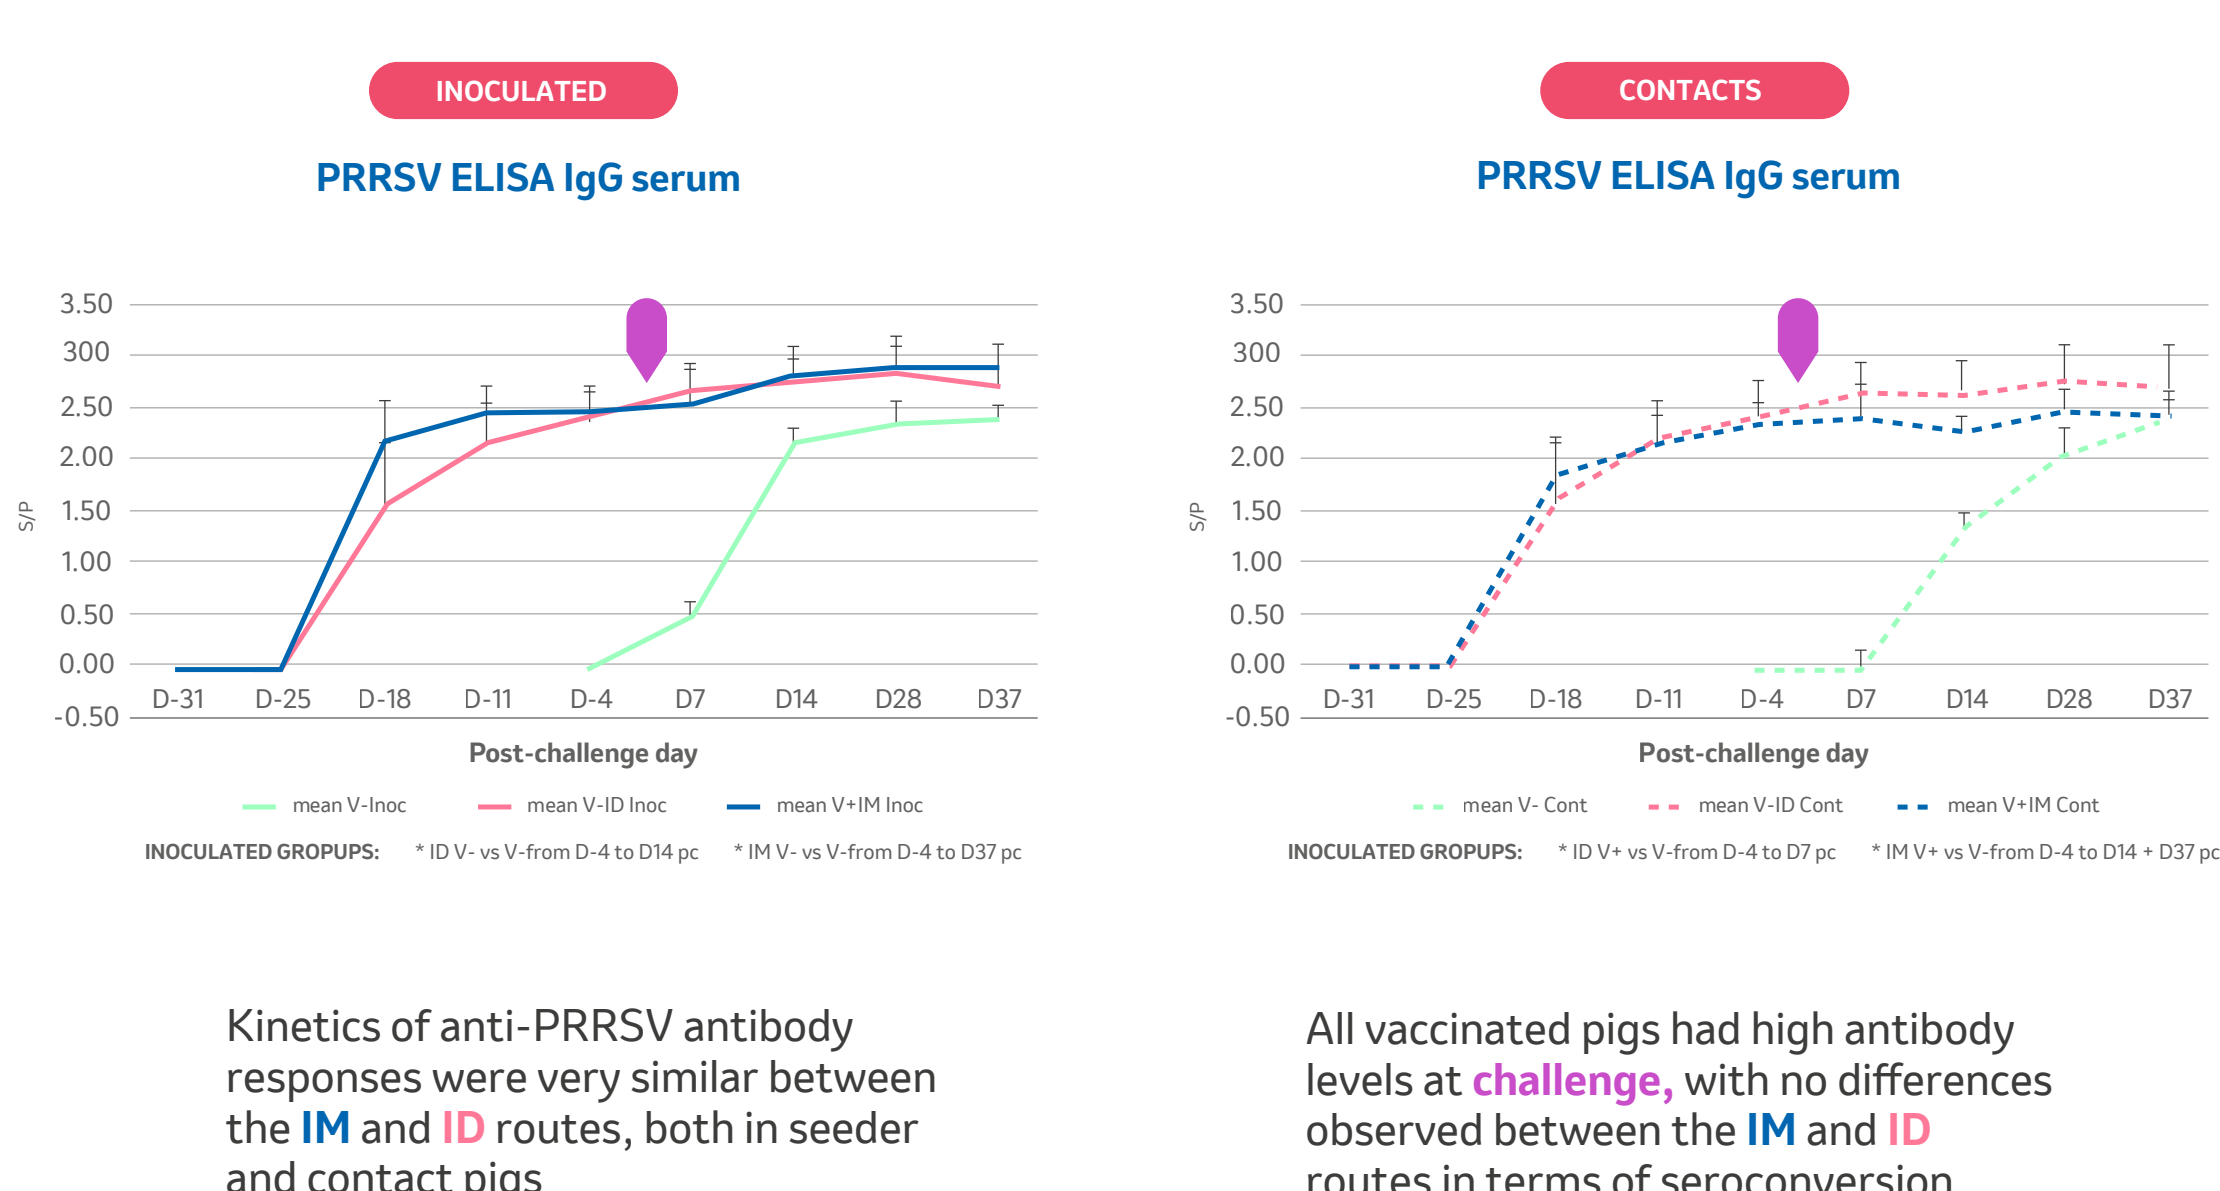 INOCULATED
PRRSV ELISA IgG serum
3.50
300
2.50
2.00
1.50
1.00
0.50
0.00
-0.50
S/P
D-31 D-25 D-18 D-11 D-4 D7 D14 D28 D37
Post-challenge day
mean V-Inoc mean V-ID Inoc mean V+IM Inoc
INOCULATED GROPUPS: * ID V- vs V-from D-4 to D14 pc * IM V- vs V-from D-4 to D37 pc
Kinetics of anti-PRRSV antibody
responses were very similar between
the IM and ID routes, both in seeder
and contact pigs
CONTACTS
PRRSV ELISA IgG serum
3.50
300
2.50
2.00
1.50
1.00
0.50
0.00
-0.50
S/P
D-31 D-25 D-18 D-11 D-4 D7 D14 D28 D37
Post-challenge day
mean V- Cont mean V-ID Cont mean V+IM Cont
INOCULATED GROPUPS: * ID V+ vs V-from D-4 to D7 pc * IM V+ vs V-from D-4 to D14 + D37 pc
All vaccinated pigs had high antibody
levels at challenge, with no differences
observed between the IM and ID
routes in terms of seroconversion